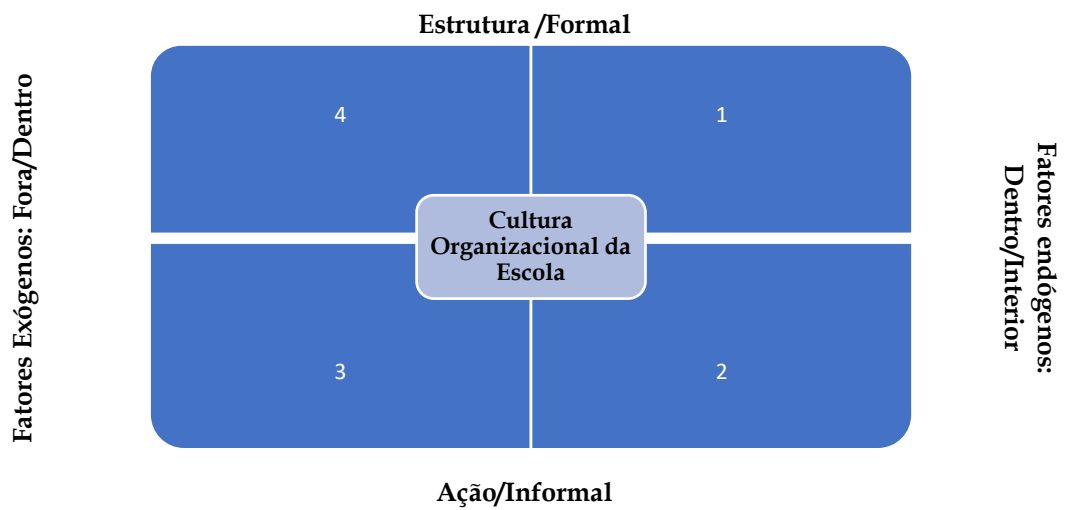 Estrutura /Formal
Fatores Exógenos: Fora/Dentro
4
1
Fatores endógenos:
Dentro/Interior
Cultura
Organizacional da
Escola
3
2
Ação/Informal